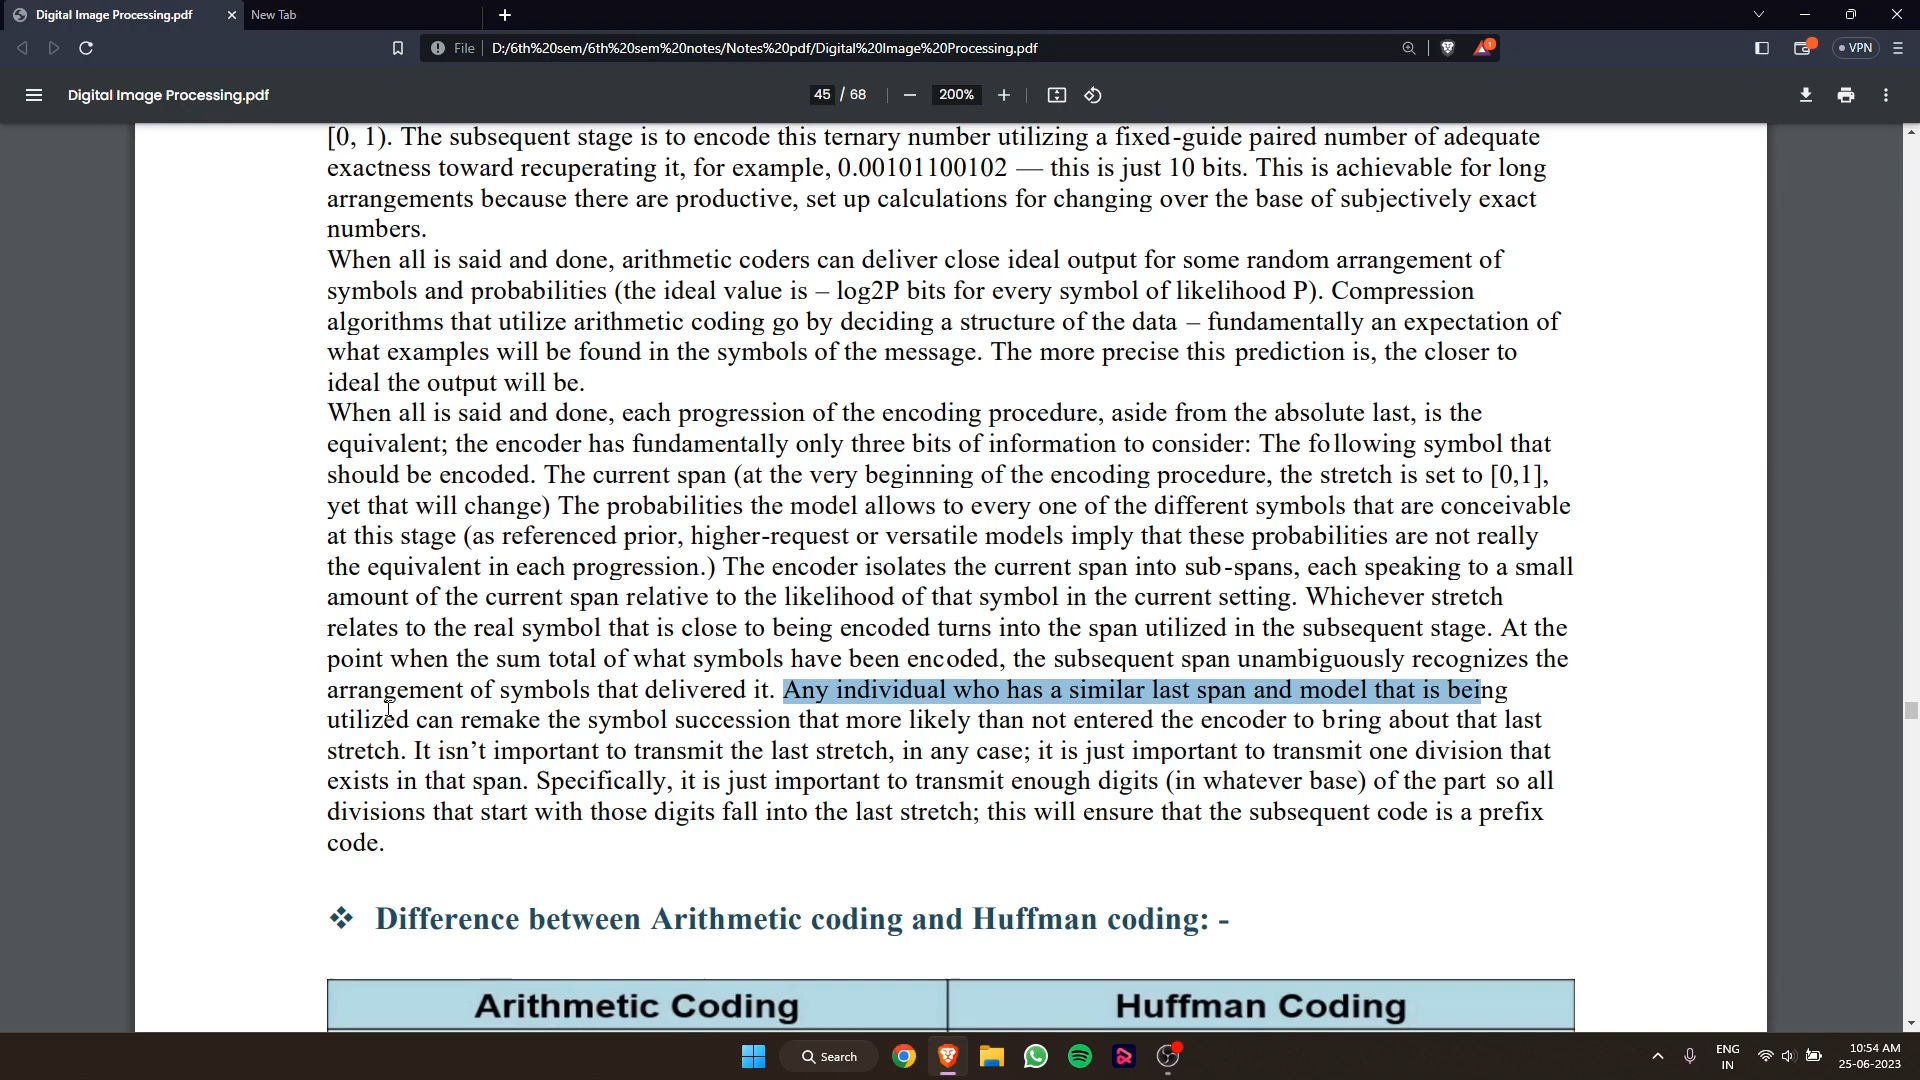 Digital Image Processing.pdf
New Tab
File
D:/6th%20sem/6th%20sem%20notes/Notes%20pdf/Digital%20Image%20Processing.pdf
1
VPN
Digital Image Processing.pdf
45 / 68
200%
[0, 1). The subsequent stage is to encode this ternary number utilizing a fixed-guide paired number of adequate
exactness toward recuperating it, for example, 0.00101100102 — this is just 10 bits. This is achievable for long
arrangements because there are productive, set up calculations for changing over the base of subjectively exact
numbers.
When all is said and done, arithmetic coders can deliver close ideal output for some random arrangement of
symbols and probabilities (the ideal value is – log2P bits for every symbol of likelihood P). Compression
algorithms that utilize arithmetic coding go by deciding a structure of the data – fundamentally an expectation of
what examples will be found in the symbols of the message. The more precise this prediction is, the closer to
ideal the output will be.
When all is said and done, each progression of the encoding procedure, aside from the absolute last, is the
equivalent; the encoder has fundamentally only three bits of information to consider: The following symbol that
should be encoded. The current span (at the very beginning of the encoding procedure, the stretch is set to [0,1],
yet that will change) The probabilities the model allows to every one of the different symbols that are conceivable
at this stage (as referenced prior, higher-request or versatile models imply that these probabilities are not really
the equivalent in each progression.) The encoder isolates the current span into sub-spans, each speaking to a small
amount of the current span relative to the likelihood of that symbol in the current setting. Whichever stretch
relates to the real symbol that is close to being encoded turns into the span utilized in the subsequent stage. At the
point when the sum total of what symbols have been encoded, the subsequent span unambiguously recognizes the
arrangement of symbols that delivered it. Any individual who has a similar last span and model that is being
utilized can remake the symbol succession that more likely than not entered the encoder to bring about that last
stretch. It isn't important to transmit the last stretch, in any case; it is just important to transmit one division that
exists in that span. Specifically, it is just important to transmit enough digits (in whatever base) of the part so all
divisions that start with those digits fall into the last stretch; this will ensure that the subsequent code is a prefix
code.
❖ Difference between Arithmetic coding and Huffman coding: -
Arithmetic Coding
Huffman Coding
Search
ENG
IN
10:54 AM
25-06-2023